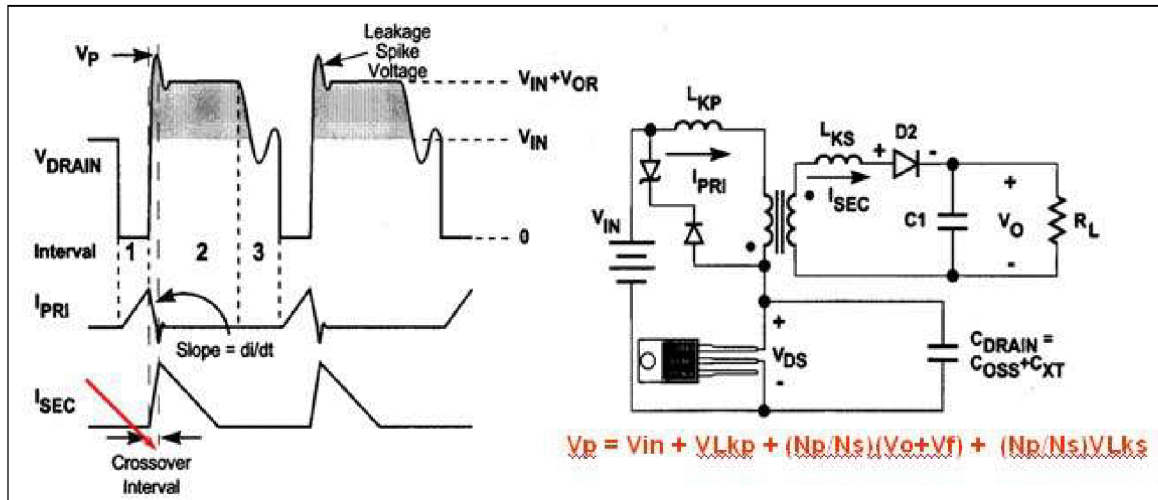 VP
Leakage
Spike
Voltage
VIN+VOR
VIN
VDRAIN
0
Interval
1
2
3
IPRI
Slope = di/dt
ISEC
Crossover
Interval
LKP
IPRI
VIN
LKS
+
D2
-
ISEC
C1
+
VO
-
RL
+
VDS
-
CDRAIN =
COSS+CXT
Vp = Vin + VLkp + (Np/Ns)(Vo+Vf) + (Np/Ns)VLks